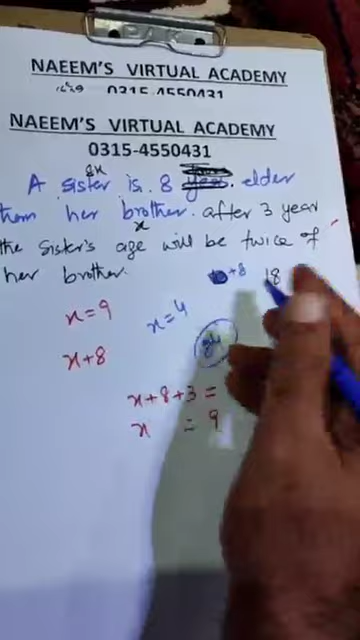 NAEEM'S VIRTUAL ACADEMY
0315-4550431
NAEEM'S VIRTUAL ACADEMY
0315-4550431
A sister is 8 elder
her brother. after 3 year
x
the sister's age will be twice of
her brother.
+8 18
x=9 x=4
x+8
x+8+3=
x = 9